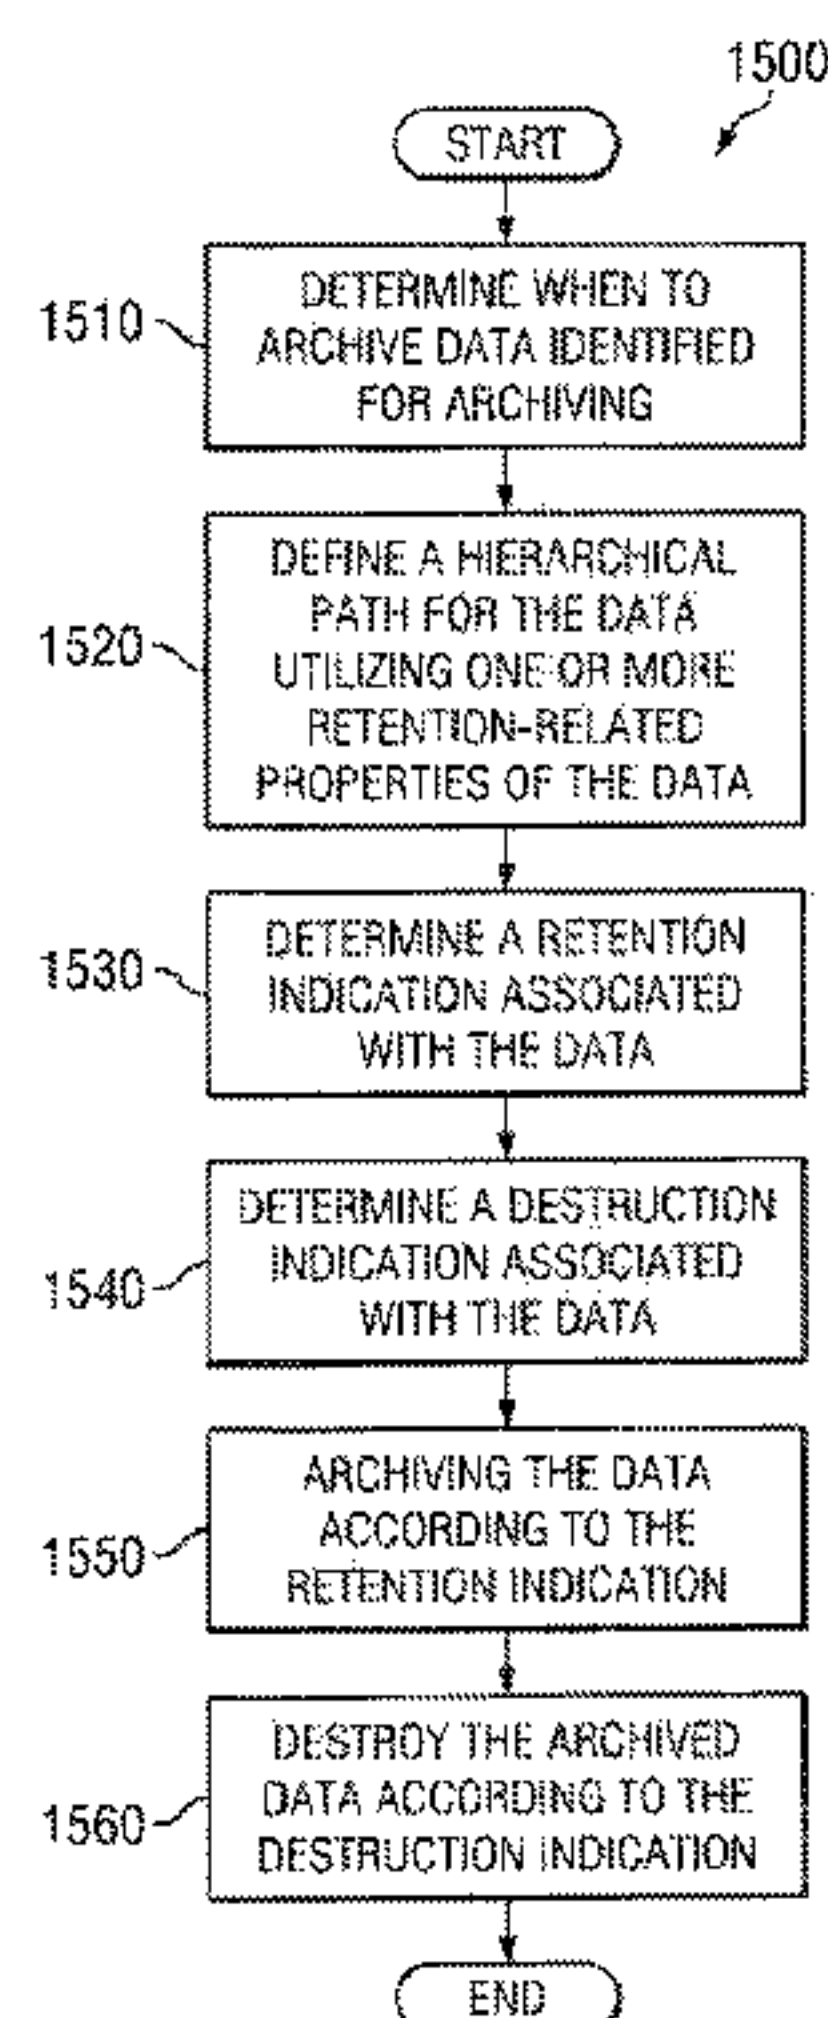 1500
START
1510
DETERMINE WHEN TO
ARCHIVE DATA IDENTIFIED
FOR ARCHIVING
1520
DEFINE A HIERARCHICAL
PATH FOR THE DATA
UTILIZING ONE OR MORE
RETENTION-RELATED
PROPERTIES OF THE DATA
1530
DETERMINE A RETENTION
INDICATION ASSOCIATED
WITH THE DATA
1540
DETERMINE A DESTRUCTION
INDICATION ASSOCIATED
WITH THE DATA
1550
ARCHIVING THE DATA
ACCORDING TO THE
RETENTION INDICATION
1560
DESTROY THE ARCHIVED
DATA ACCORDING TO THE
DESTRUCTION INDICATION
END